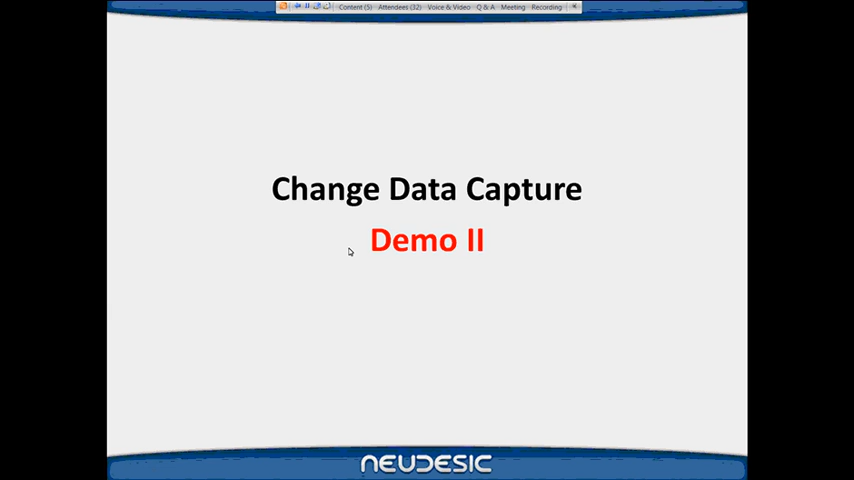 Content (5) Attendees (32) Voice & Video Q & A Meeting Recording
Change Data Capture
Demo II
NEUDESIC